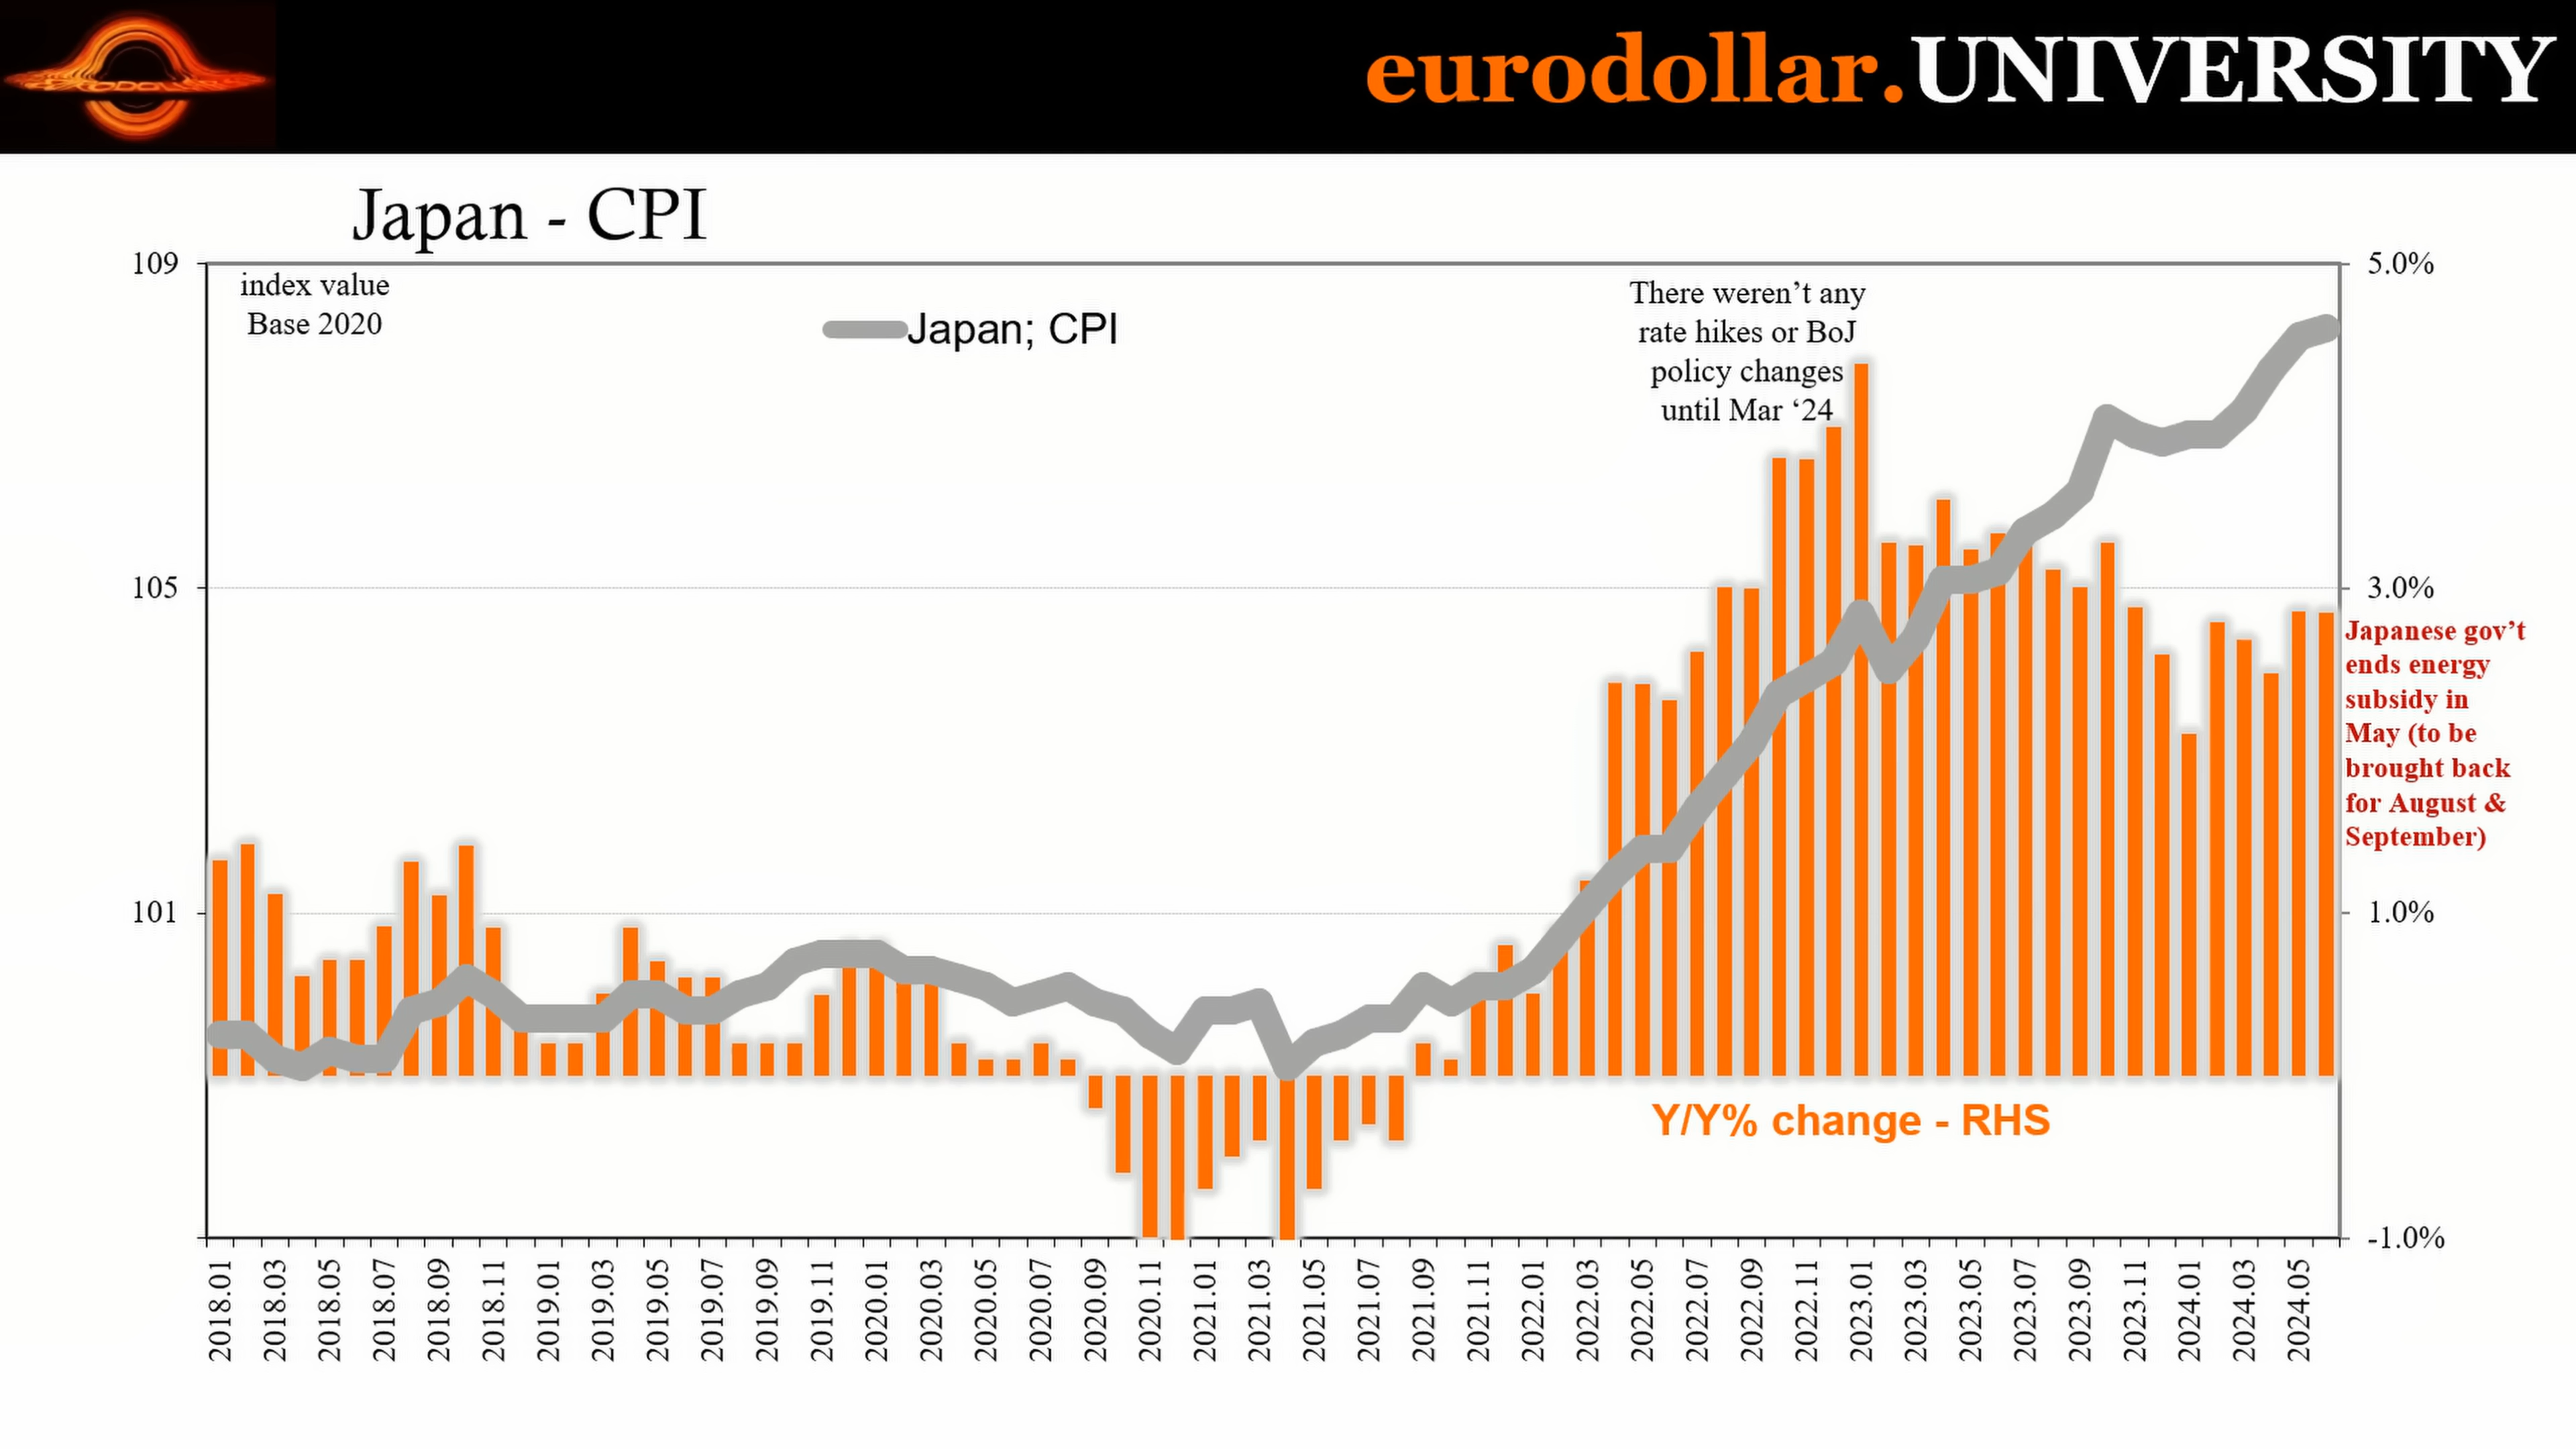 eurodollar.UNIVERSITY
EURODOLLAR
Japan - CPI
109
5.0%
index value
Base 2020
Japan; CPI
There weren’t any
rate hikes or BoJ
policy changes
until Mar ‘24
105
3.0%
Japanese gov’t
ends energy
subsidy in
May (to be
brought back
for August &
September)
101
1.0%
Y/Y% change - RHS
-1.0%
2018.01
2018.03
2018.05
2018.07
2018.09
2018.11
2019.01
2019.03
2019.05
2019.07
2019.09
2019.11
2020.01
2020.03
2020.05
2020.07
2020.09
2020.11
2021.01
2021.03
2021.05
2021.07
2021.09
2021.11
2022.01
2022.03
2022.05
2022.07
2022.09
2022.11
2023.01
2023.03
2023.05
2023.07
2023.09
2023.11
2024.01
2024.03
2024.05